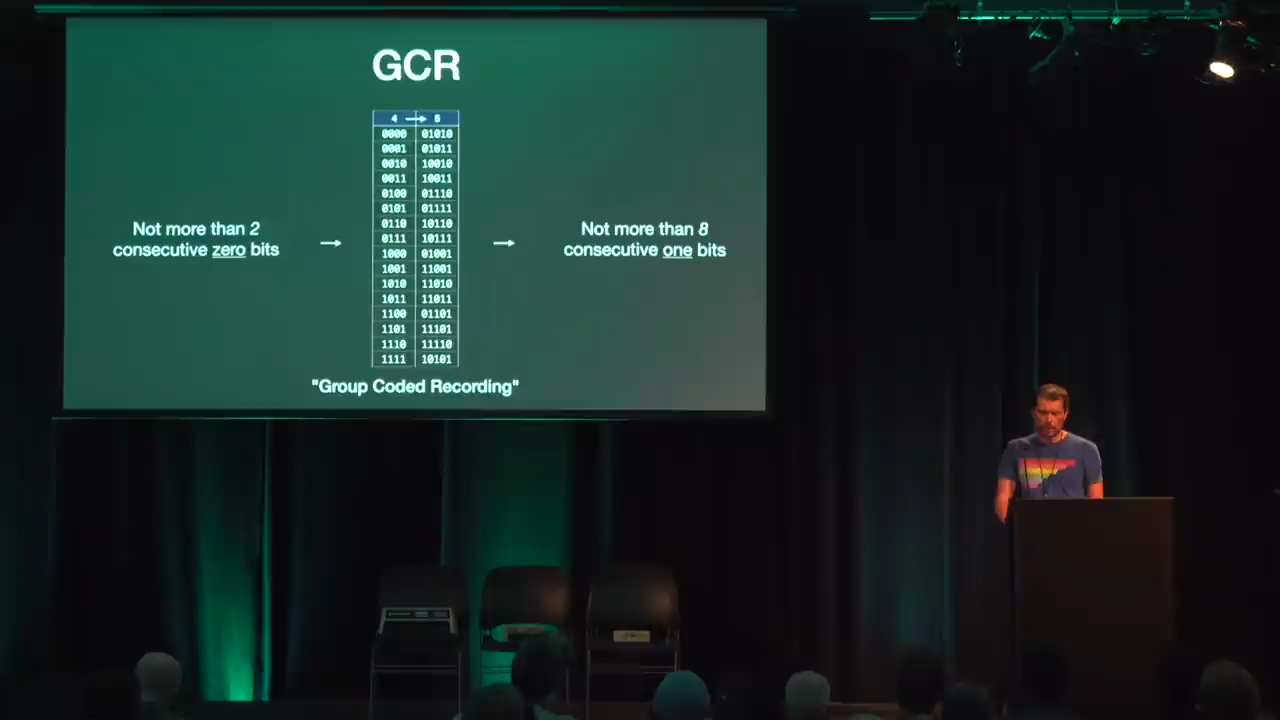 GCR
4 → 5
0000 01010
0001 01011
0010 10010
0011 10011
0100 01110
0101 01111
0110 10110
0111 10111
1000 01001
1001 11001
1010 11010
1011 11011
1100 01101
1101 11101
1110 11110
1111 10101
Not more than 2
consecutive zero bits
→
→
Not more than 8
consecutive one bits
"Group Coded Recording"